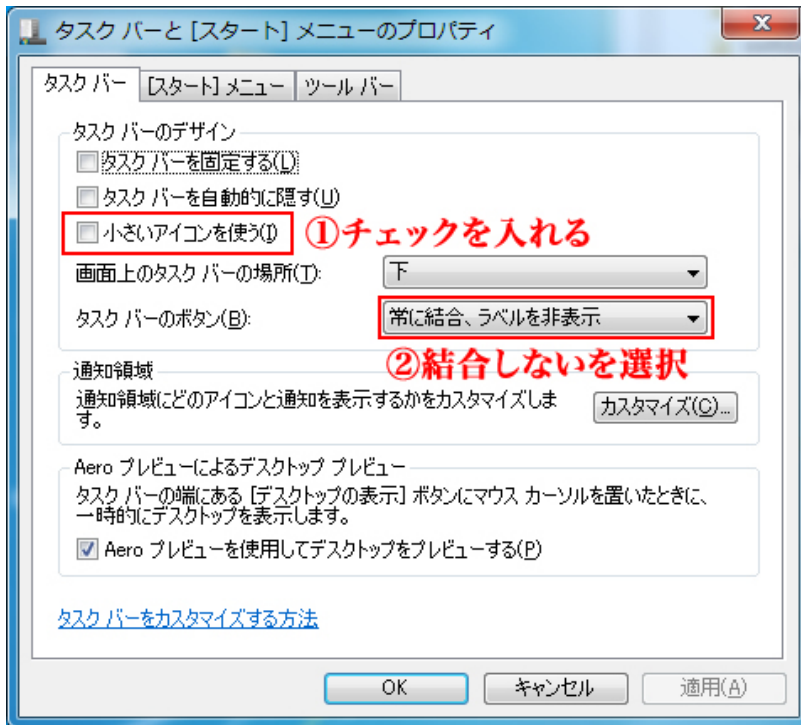 タスク バーと [スタート] メニューのプロパティ
タスク バー [スタート] メニュー ツール バー
タスク バーのデザイン
タスク バーを固定する(L)
タスク バーを自動的に隠す(U)
小さいアイコンを使う(I) ①チェックを入れる
画面上のタスク バーの場所(T): 下
タスク バーのボタン(B): 常に結合、ラベルを非表示
②結合しないを選択
通知領域
通知領域にどのアイコンと通知を表示するかをカスタマイズしま
す。
カスタマイズ(C)...
Aero プレビューによるデスクトップ プレビュー
タスク バーの端にある [デスクトップの表示] ボタンにマウス カーソルを置いたときに、
一時的にデスクトップを表示します。
Aero プレビューを使用してデスクトップをプレビューする(P)
タスク バーをカスタマイズする方法
OK キャンセル 適用(A)